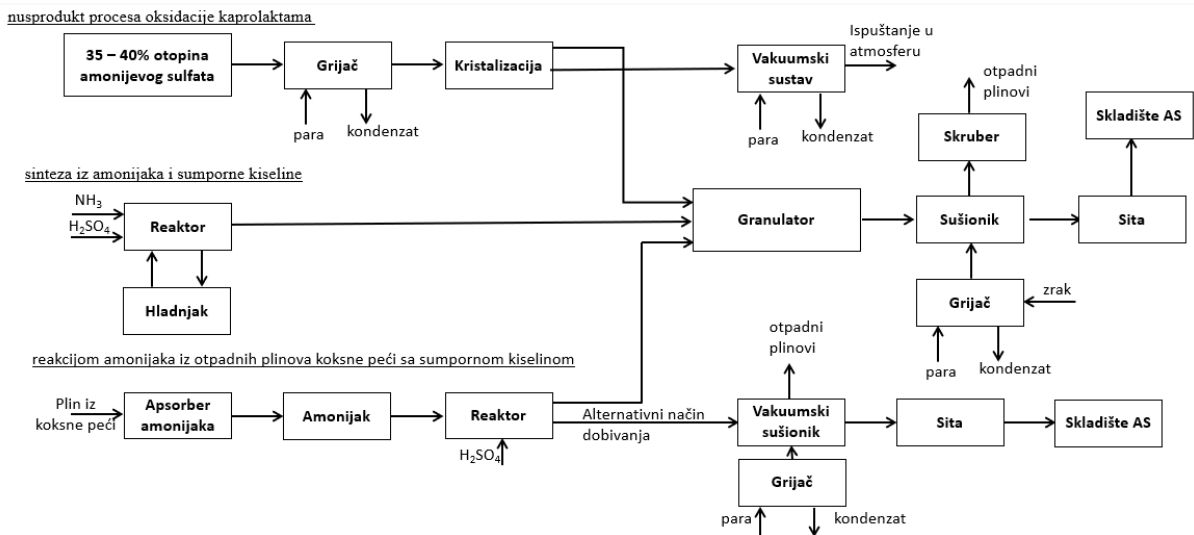 nusprodukt procesa oksidacije kaprolaktama
35 – 40% otopina
amonijevog sulfata
Grijač
Kristalizacija
para
kondenzat
Vakuumski
sustav
Ispuštanje u
atmosferu
para
kondenzat
otpadni
plinovi
Skruber
Skladište AS
sinteza iz amonijaka i sumporne kiseline
NH₃
H₂SO₄
Reaktor
Hladnjak
Granulator
Sušionik
Sita
Grijač
zrak
para
kondenzat
reakcijom amonijaka iz otpadnih plinova koksne peći sa sumpornom kiselinom
Plin iz
koksne peći
Apsorber
amonijaka
Amonijak
Reaktor
H₂SO₄
Alternativni način
dobivanja
otpadni
plinovi
Vakuumski
sušionik
Sita
Skladište AS
Grijač
para
kondenzat